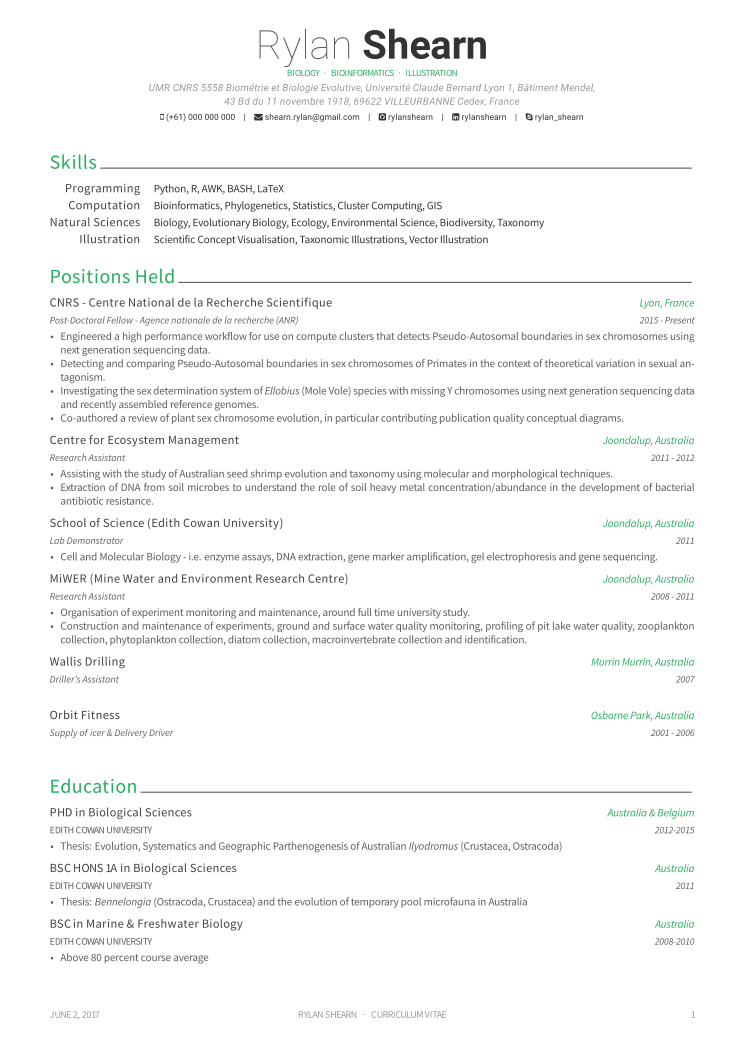 Rylan Shearn
BIOLOGY · BIOINFORMATICS · ILLUSTRATION
UMR CNRS 5558 Biométrie et Biologie Evolutive, Université Claude Bernard Lyon 1, Bâtiment Mendel,
43 Bd du 11 novembre 1918, 69622 VILLEURBANNE Cedex, France
(+61) 000 000 000 | shearn.rylan@gmail.com | rylanshearn | rylanshearn | rylan_shearn
Skills
Programming Python, R, AWK, BASH, LaTeX
Computation Bioinformatics, Phylogenetics, Statistics, Cluster Computing, GIS
Natural Sciences Biology, Evolutionary Biology, Ecology, Environmental Science, Biodiversity, Taxonomy
Illustration Scientific Concept Visualisation, Taxonomic Illustrations, Vector Illustration
Positions Held
CNRS - Centre National de la Recherche Scientifique Lyon, France
Post-Doctoral Fellow - Agence nationale de la recherche (ANR) 2015 - Present
• Engineered a high performance workflow for use on compute clusters that detects Pseudo-Autosomal boundaries in sex chromosomes using
next generation sequencing data.
• Detecting and comparing Pseudo-Autosomal boundaries in sex chromosomes of Primates in the context of theoretical variation in sexual an-
tagonism.
• Investigating the sex determination system of Ellobius (Mole Vole) species with missing Y chromosomes using next generation sequencing data
and recently assembled reference genomes.
• Co-authored a review of plant sex chromosome evolution, in particular contributing publication quality conceptual diagrams.
Centre for Ecosystem Management Joondalup, Australia
Research Assistant 2011 - 2012
• Assisting with the study of Australian seed shrimp evolution and taxonomy using molecular and morphological techniques.
• Extraction of DNA from soil microbes to understand the role of soil heavy metal concentration/abundance in the development of bacterial
antibiotic resistance.
School of Science (Edith Cowan University) Joondalup, Australia
Lab Demonstrator 2011
• Cell and Molecular Biology - i.e. enzyme assays, DNA extraction, gene marker amplification, gel electrophoresis and gene sequencing.
MiWER (Mine Water and Environment Research Centre) Joondalup, Australia
Research Assistant 2008 - 2011
• Organisation of experiment monitoring and maintenance, around full time university study.
• Construction and maintenance of experiments, ground and surface water quality monitoring, profiling of pit lake water quality, zooplankton
collection, phytoplankton collection, diatom collection, macroinvertebrate collection and identification.
Wallis Drilling Murrin Murrin, Australia
Driller's Assistant 2007
Orbit Fitness Osborne Park, Australia
Supply of icer & Delivery Driver 2001 - 2006
Education
PHD in Biological Sciences Australia & Belgium
EDITH COWAN UNIVERSITY 2012-2015
• Thesis: Evolution, Systematics and Geographic Parthenogenesis of Australian Ilyodromus (Crustacea, Ostracoda)
BSC HONS 1A in Biological Sciences Australia
EDITH COWAN UNIVERSITY 2011
• Thesis: Bennelongia (Ostracoda, Crustacea) and the evolution of temporary pool microfauna in Australia
BSC in Marine & Freshwater Biology Australia
EDITH COWAN UNIVERSITY 2008-2010
• Above 80 percent course average
JUNE 2, 2017 RYLAN SHEARN · CURRICULUM VITAE 1